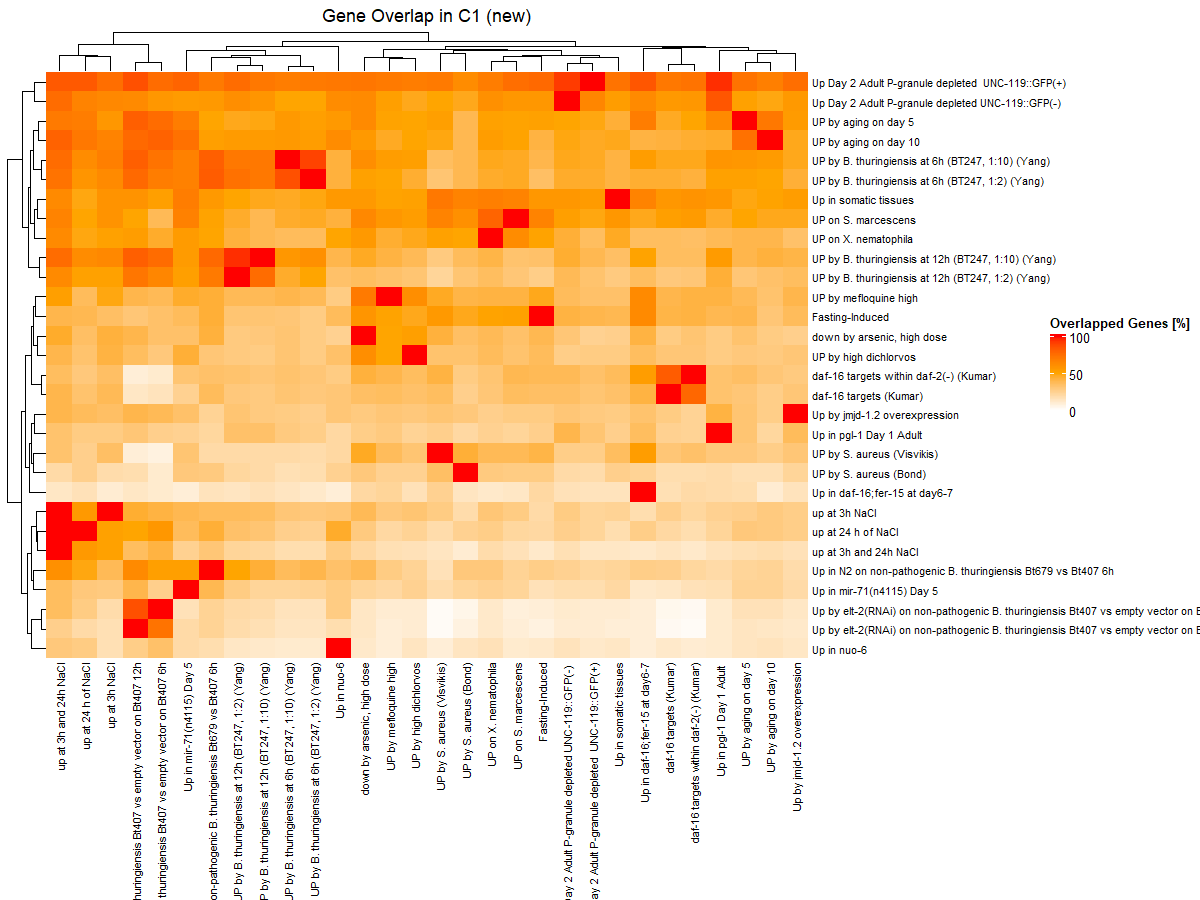 Gene Overlap in C1 (new)
Up Day 2 Adult P-granule depleted  UNC-119::GFP(+)
Up Day 2 Adult P-granule depleted UNC-119::GFP(-)
UP by aging on day 5
UP by aging on day 10
UP by B. thuringiensis at 6h (BT247, 1:10) (Yang)
UP by B. thuringiensis at 6h (BT247, 1:2) (Yang)
Up in somatic tissues
UP on S. marcescens
UP on X. nematophila
UP by B. thuringiensis at 12h (BT247, 1:10) (Yang)
UP by B. thuringiensis at 12h (BT247, 1:2) (Yang)
UP by mefloquine high
Fasting-Induced
down by arsenic, high dose
UP by high dichlorvos
daf-16 targets within daf-2(-) (Kumar)
daf-16 targets (Kumar)
Up by jmjd-1.2 overexpression
Up in pgl-1 Day 1 Adult
UP by S. aureus (Visvikis)
UP by S. aureus (Bond)
Up in daf-16;fer-15 at day6-7
up at 3h NaCl
up at 24 h of NaCl
up at 3h and 24h NaCl
Up in N2 on non-pathogenic B. thuringiensis Bt679 vs Bt407 6h
Up in mir-71(n4115) Day 5
Up by elt-2(RNAi) on non-pathogenic B. thuringiensis Bt407 vs empty vector on B
Up by elt-2(RNAi) on non-pathogenic B. thuringiensis Bt407 vs empty vector on B
Up in nuo-6
Overlapped Genes [%]
100
50
0
up at 3h and 24h NaCl
up at 24 h of NaCl
up at 3h NaCl
huringiensis Bt407 vs empty vector on Bt407 12h
thuringiensis Bt407 vs empty vector on Bt407 6h
Up in mir-71(n4115) Day 5
on-pathogenic B. thuringiensis Bt679 vs Bt407 6h
UP by B. thuringiensis at 12h (BT247, 1:2) (Yang)
P by B. thuringiensis at 12h (BT247, 1:10) (Yang)
UP by B. thuringiensis at 6h (BT247, 1:10) (Yang)
UP by B. thuringiensis at 6h (BT247, 1:2) (Yang)
Up in nuo-6
down by arsenic, high dose
UP by mefloquine high
UP by high dichlorvos
UP by S. aureus (Visvikis)
UP by S. aureus (Bond)
UP on X. nematophila
UP on S. marcescens
Fasting-Induced
Day 2 Adult P-granule depleted UNC-119::GFP(-)
ay 2 Adult P-granule depleted  UNC-119::GFP(+)
Up in somatic tissues
Up in daf-16;fer-15 at day6-7
daf-16 targets (Kumar)
daf-16 targets within daf-2(-) (Kumar)
Up in pgl-1 Day 1 Adult
UP by aging on day 5
UP by aging on day 10
Up by jmjd-1.2 overexpression